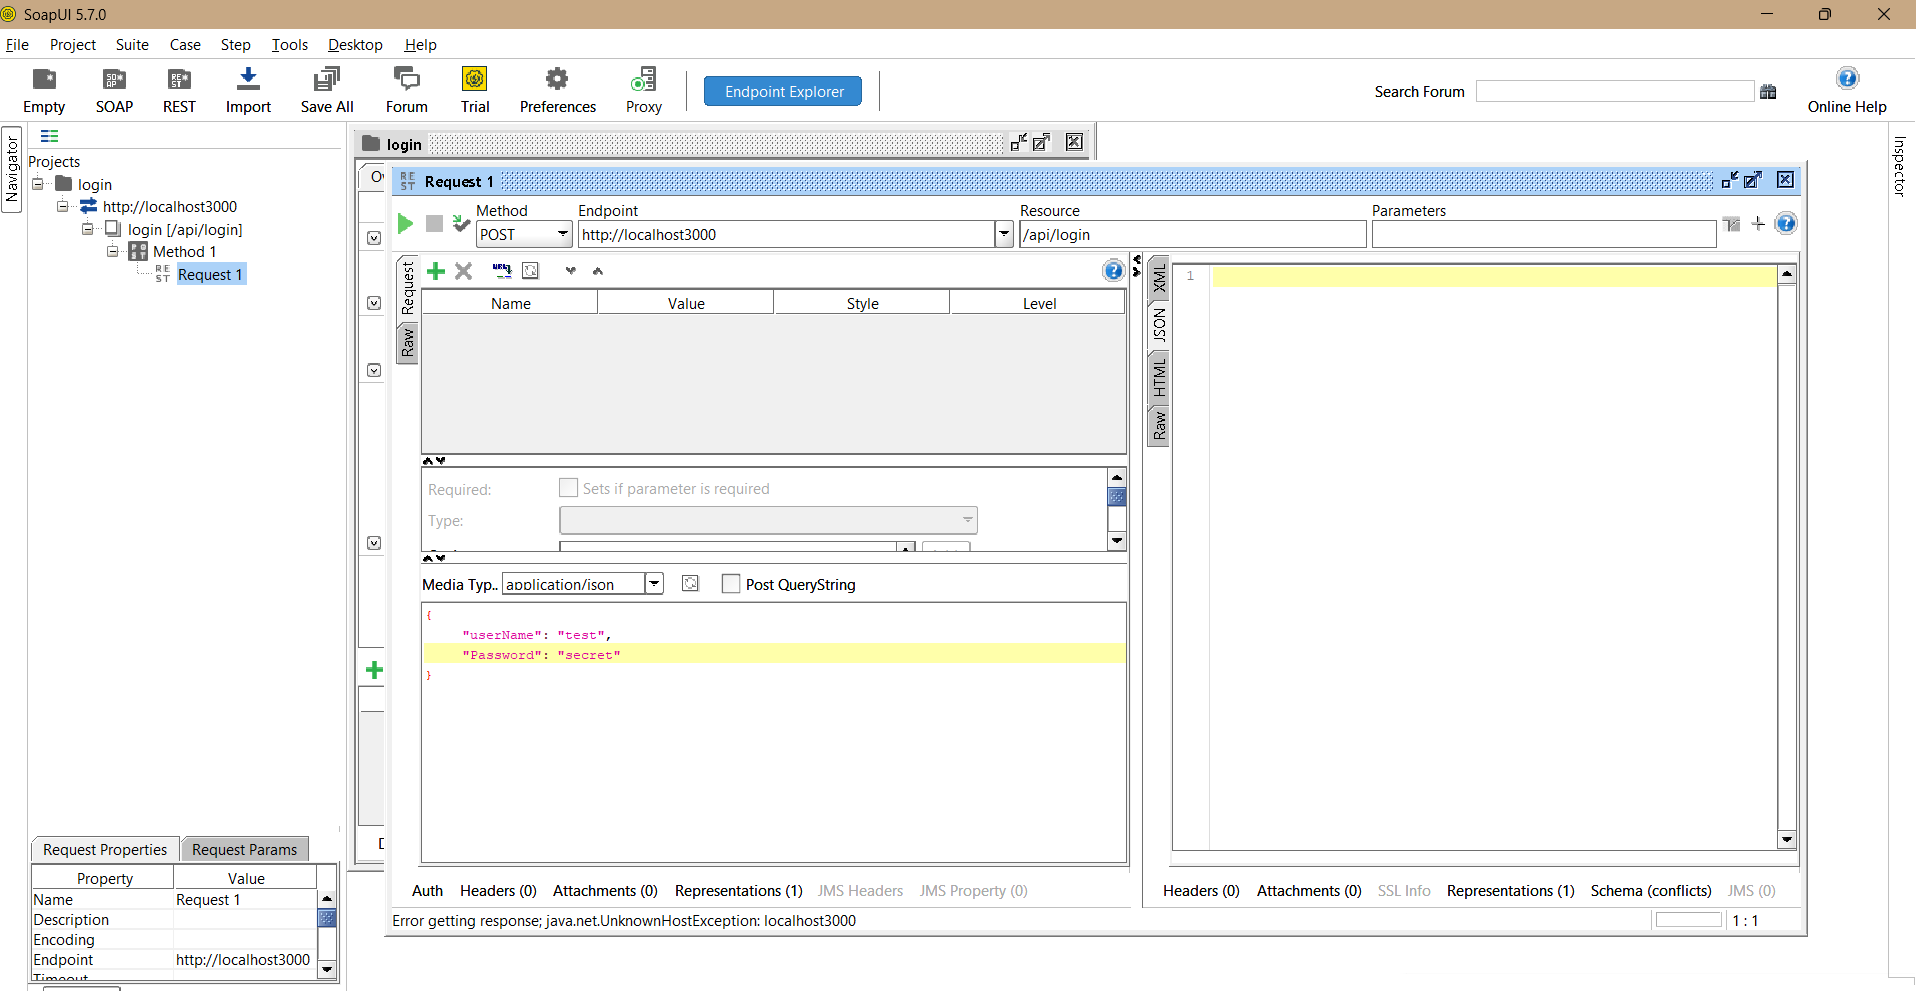 SoapUI 5.7.0
File Project Suite Case Step Tools Desktop Help
Empty SOAP REST Import Save All Forum Trial Preferences Proxy Endpoint Explorer Search Forum Online Help
Navigator
Projects
login
http://localhost3000
login [/api/login]
Method 1
Request 1
Request Properties Request Params
Property Value
Name Request 1
Description
Encoding
Endpoint http://localhost3000
Timeout
login
Request 1
Method Endpoint Resource Parameters
POST http://localhost3000 /api/login
Request
Raw
Name Value Style Level
Required: Sets if parameter is required
Type:
Media Typ.. application/json Post QueryString
{
"userName": "test",
"Password": "secret"
}
Auth Headers (0) Attachments (0) Representations (1) JMS Headers JMS Property (0)
XML
JSON
HTML
Raw
1
Headers (0) Attachments (0) SSL Info Representations (1) Schema (conflicts) JMS (0)
Error getting response; java.net.UnknownHostException: localhost3000
1 : 1
Inspector